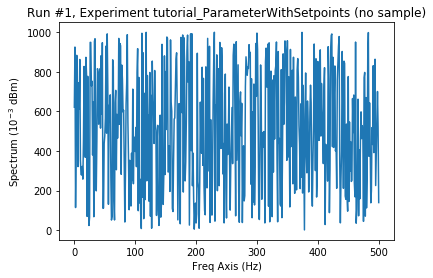 Run #1, Experiment tutorial_ParameterWithSetpoints (no sample)
1000
800
600
400
200
0
Spectrum (10⁻³ dBm)
0 100 200 300 400 500
Freq Axis (Hz)